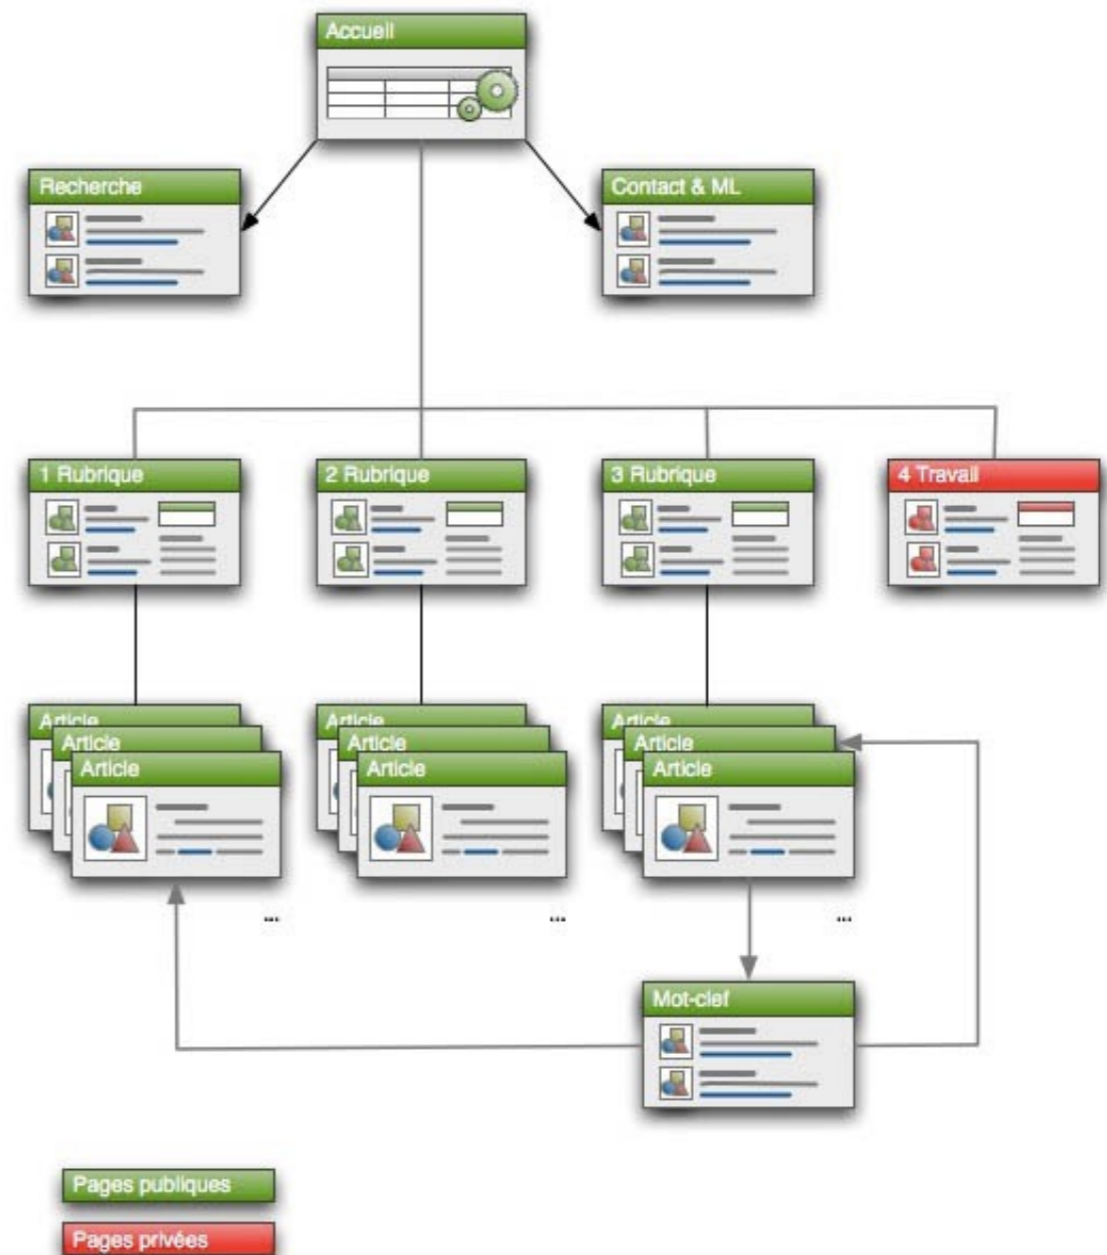 Accueil
Recherche
Contact & ML
1 Rubrique
2 Rubrique
3 Rubrique
4 Travail
Article
Article
Article
Article
Article
Article
Article
Article
Article
...
...
...
Mot-clef
Pages publiques
Pages privées